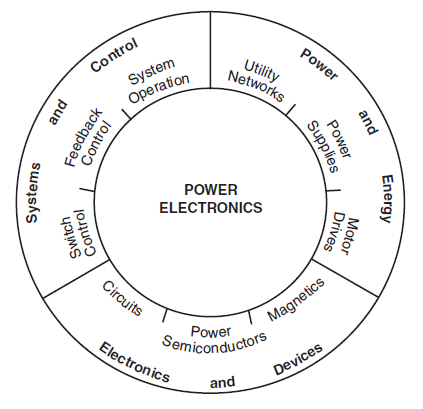 Systems and Control
Power and Energy
Electronics and Devices
System
Operation
Feedback
Control
Switch
Control
Utility
Networks
Power
Supplies
Motor
Drives
Circuits
Power
Semiconductors
Magnetics
POWER
ELECTRONICS